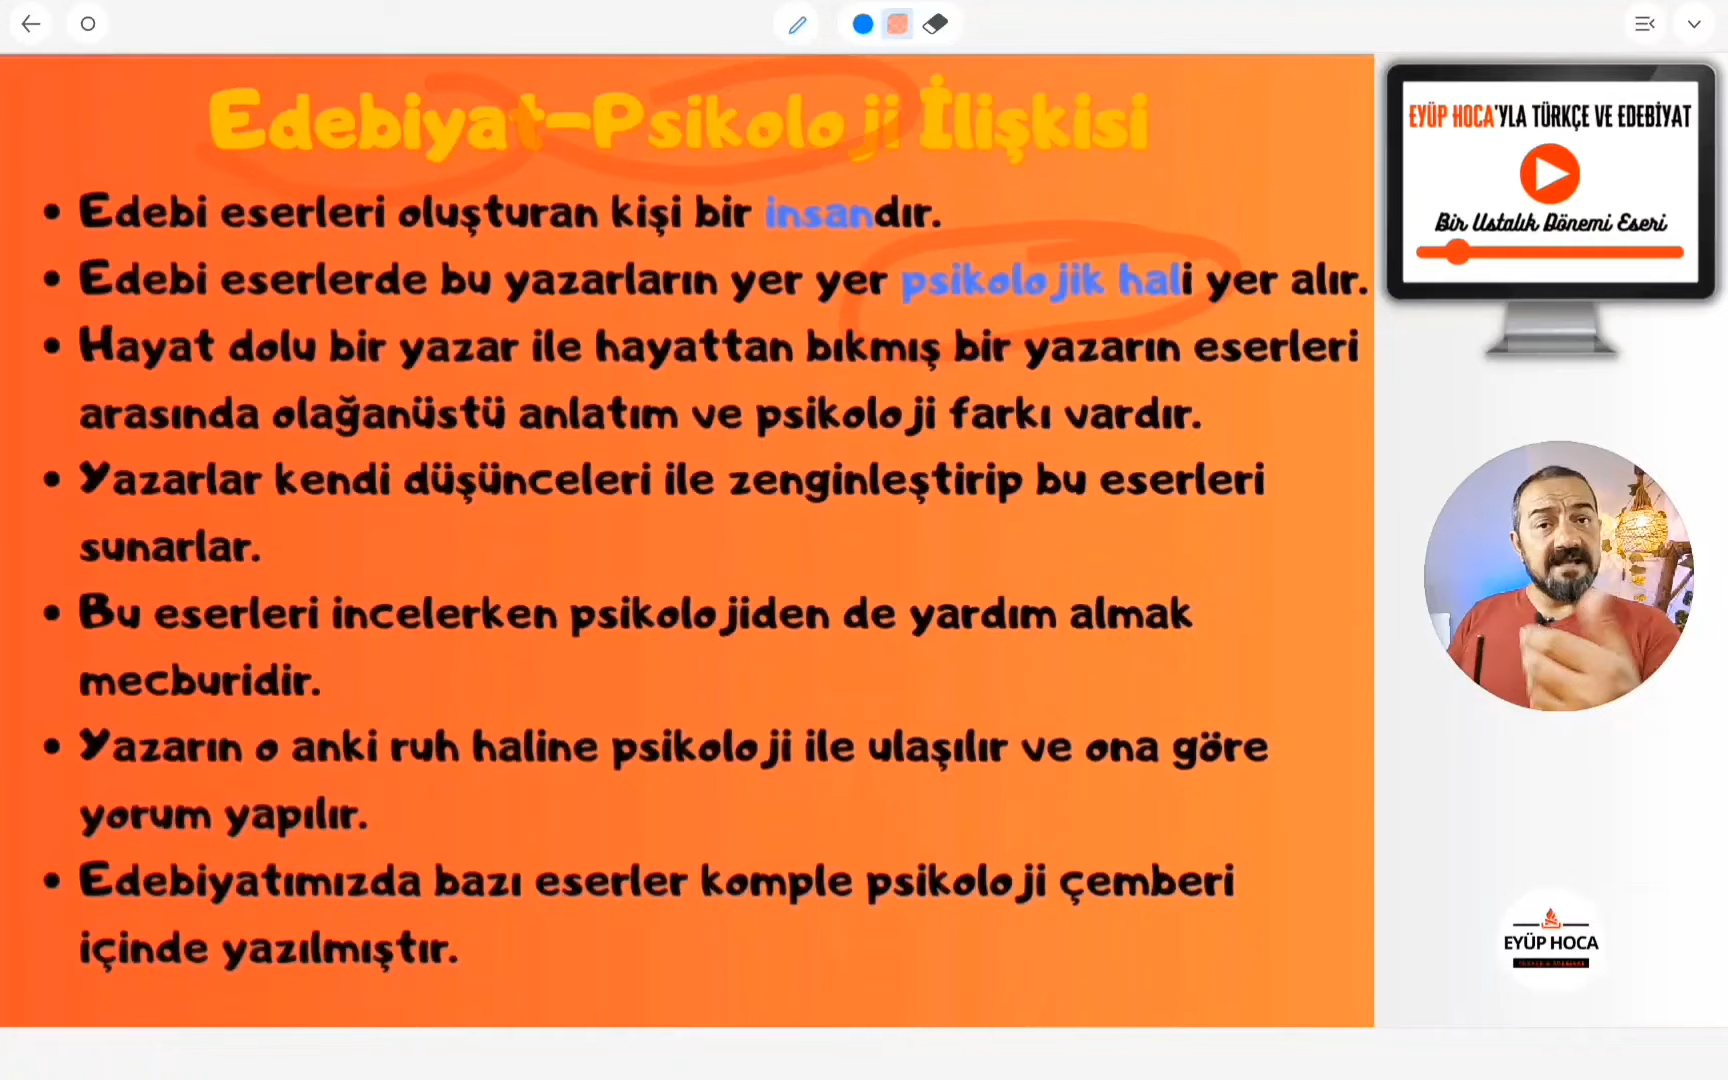 Edebiyat-Psikoloji İlişkisi
• Edebi eserleri oluşturan kişi bir insandır.
• Edebi eserlerde bu yazarların yer yer psikolojik hali yer alır.
• Hayat dolu bir yazar ile hayattan bıkmış bir yazarın eserleri
arasında olağanüstü anlatım ve psikoloji farkı vardır.
• Yazarlar kendi düşünceleri ile zenginleştirip bu eserleri
sunarlar.
• Bu eserleri incelerken psikolojiden de yardım almak
mecburidir.
• Yazarın o anki ruh haline psikoloji ile ulaşılır ve ona göre
yorum yapılır.
• Edebiyatımızda bazı eserler komple psikoloji çemberi
içinde yazılmıştır.
EYÜP HOCA'YLA TÜRKÇE VE EDEBİYAT
Bir Ustalık Dönemi Eseri
EYÜP HOCA